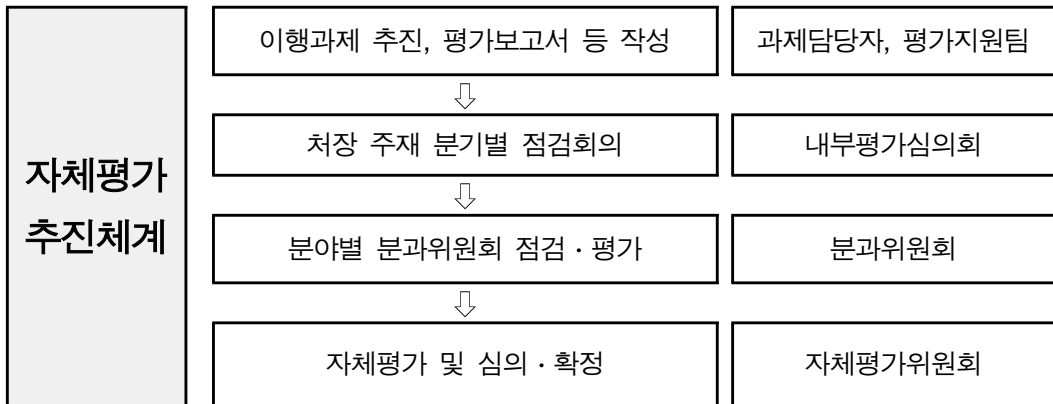 자체평가
추진체계
이행과제 추진, 평가보고서 등 작성
과제담당자, 평가지원팀
처장 주재 분기별 점검회의
내부평가심의회
분야별 분과위원회 점검·평가
분과위원회
자체평가 및 심의·확정
자체평가위원회